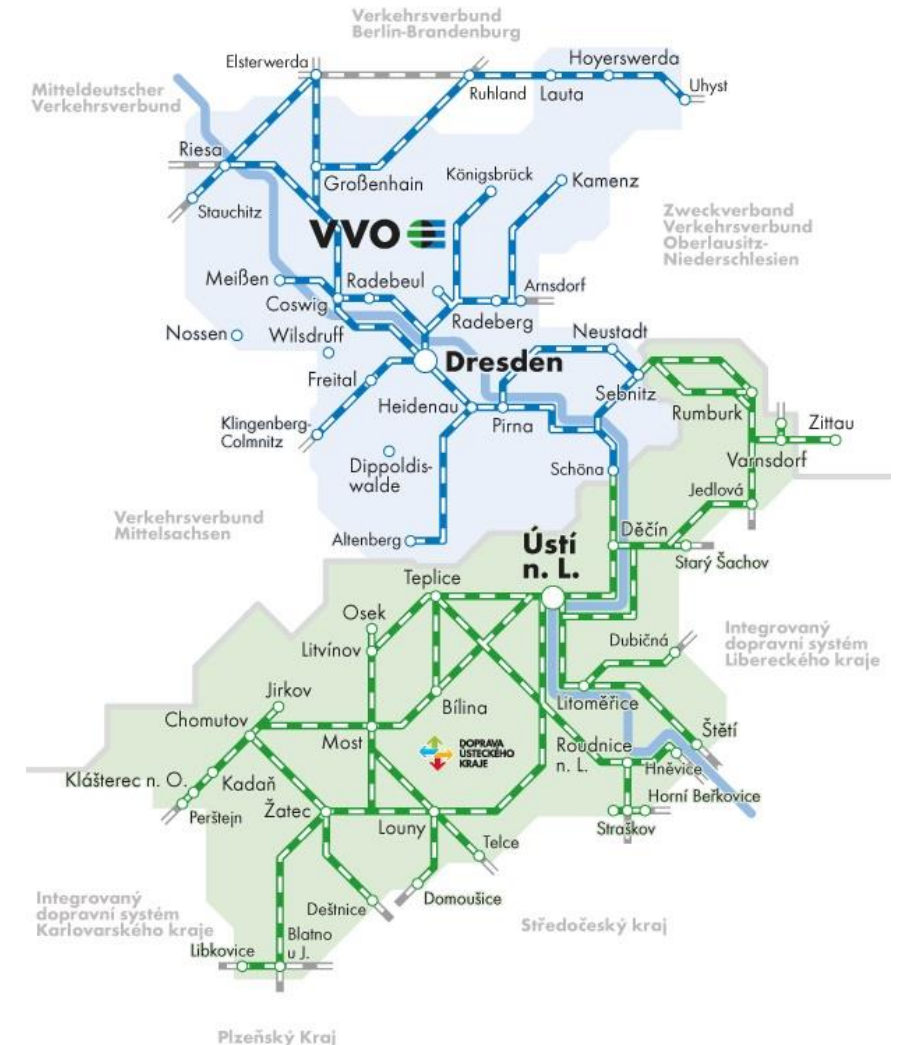 Verkehrsverbund
Berlin-Brandenburg
Elsterwerda
Hoyerswerda
Mitteldeutscher
Verkehrsverbund
Ruhland
Lauta
Uhyst
Riesa
Großenhain
Königsbrück
Kamenz
Stauchitz
Zweckverband
Verkehrsverbund
Oberlausitz-
Niederschlesien
VVO
Meißen
Radebeul
Arnsdorf
Coswig
Radeberg
Nossen
Wilsdruff
Neustadt
Dresden
Freital
Sebnitz
Heidenau
Pirna
Rumburk
Zittau
Klingenberg-
Colmnitz
Varnsdorf
Dippoldis-
walde
Schöna
Jedlová
Verkehrsverbund
Mittelsachsen
Altenberg
Ústí
n. L.
Děčín
Starý Šachov
Teplice
Osek
Integrovaný
dopravní systém
Libereckého kraje
Litvínov
Dubičná
Jirkov
Bílina
Litoměřice
Chomutov
Most
DOPRAVA
ÚSTECKÉHO
KRAJE
Štětí
Roudnice
n. L.
Hněvice
Klášterec n. O.
Kadaň
Horní Beřkovice
Perštejn
Žatec
Louny
Straškov
Telce
Integrovaný
dopravní systém
Karlovarského kraje
Deštnice
Domoušice
Středočeský kraj
Blatno
u J.
Libkovice
Plzeňský Kraj